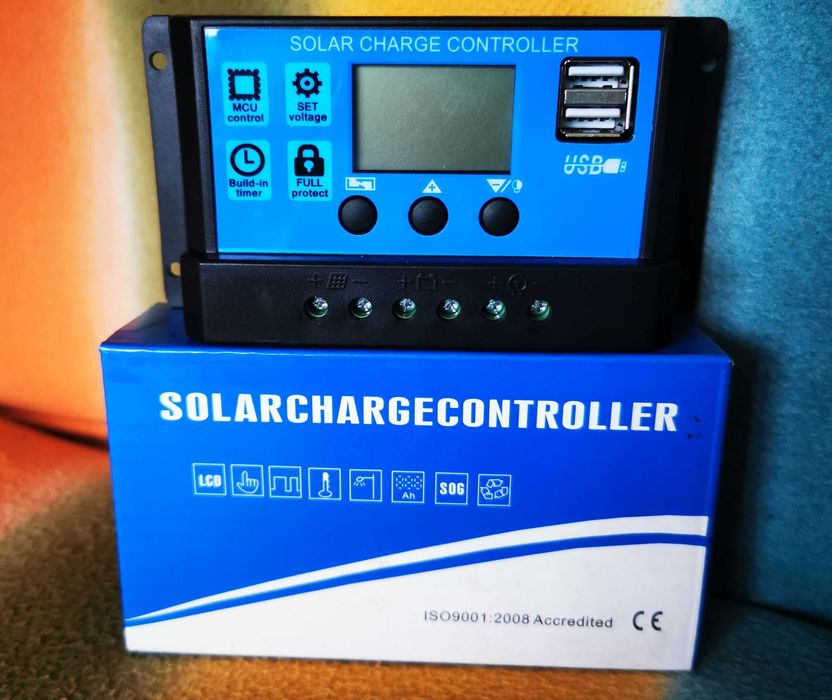 SOLAR CHARGE CONTROLLER
MCU
control
SET
voltage
Build-in
timer
FULL
protect
USB
SOLARCHARGECONTROLLER
LCD
Ah
SOG
ISO9001:2008 Accredited CE